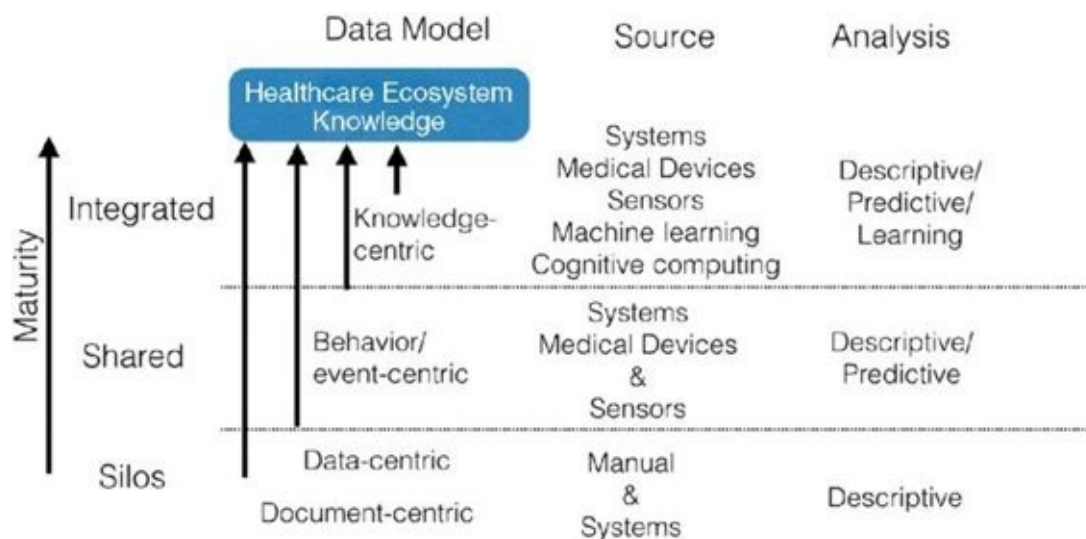 Data Model
Source
Analysis
Healthcare Ecosystem
Knowledge
Maturity
Integrated
Knowledge-
centric
Systems
Medical Devices
Sensors
Machine learning
Cognitive computing
Descriptive/
Predictive/
Learning
Shared
Behavior/
event-centric
Systems
Medical Devices
&
Sensors
Descriptive/
Predictive
Silos
Data-centric
Document-centric
Manual
&
Systems
Descriptive